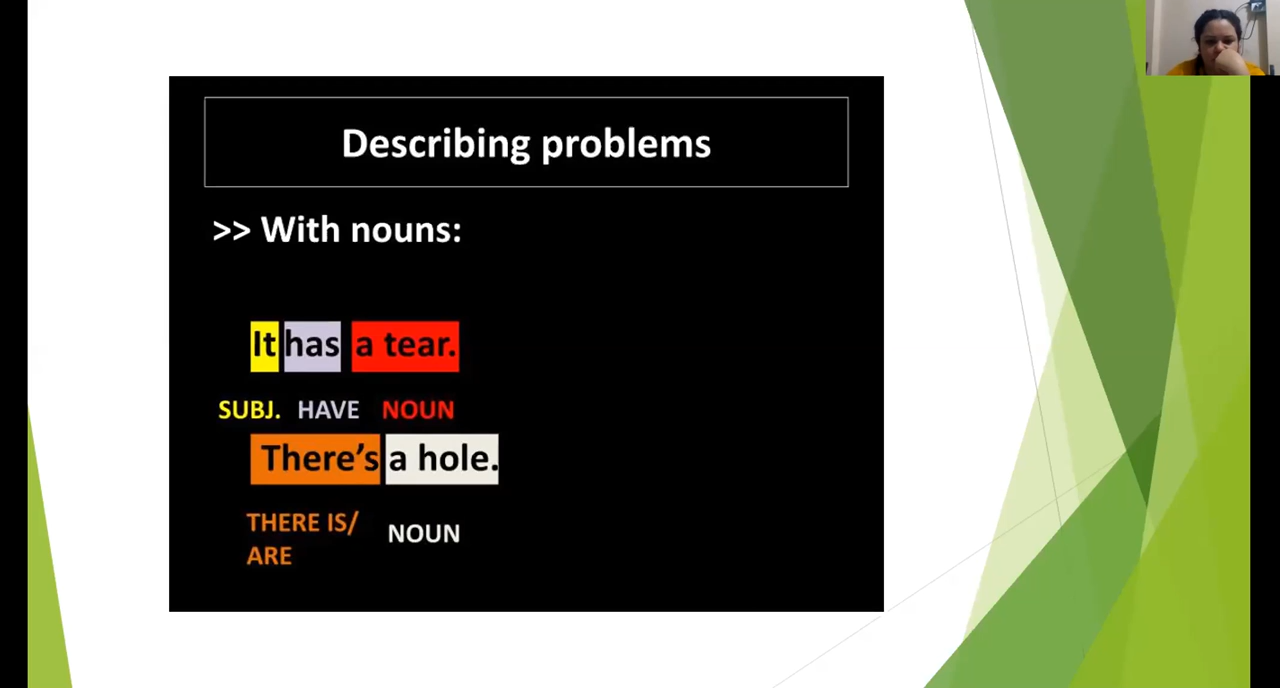 Describing problems
>> With nouns:
It has a tear.
SUBJ. HAVE NOUN
There's a hole.
THERE IS/
ARE
NOUN